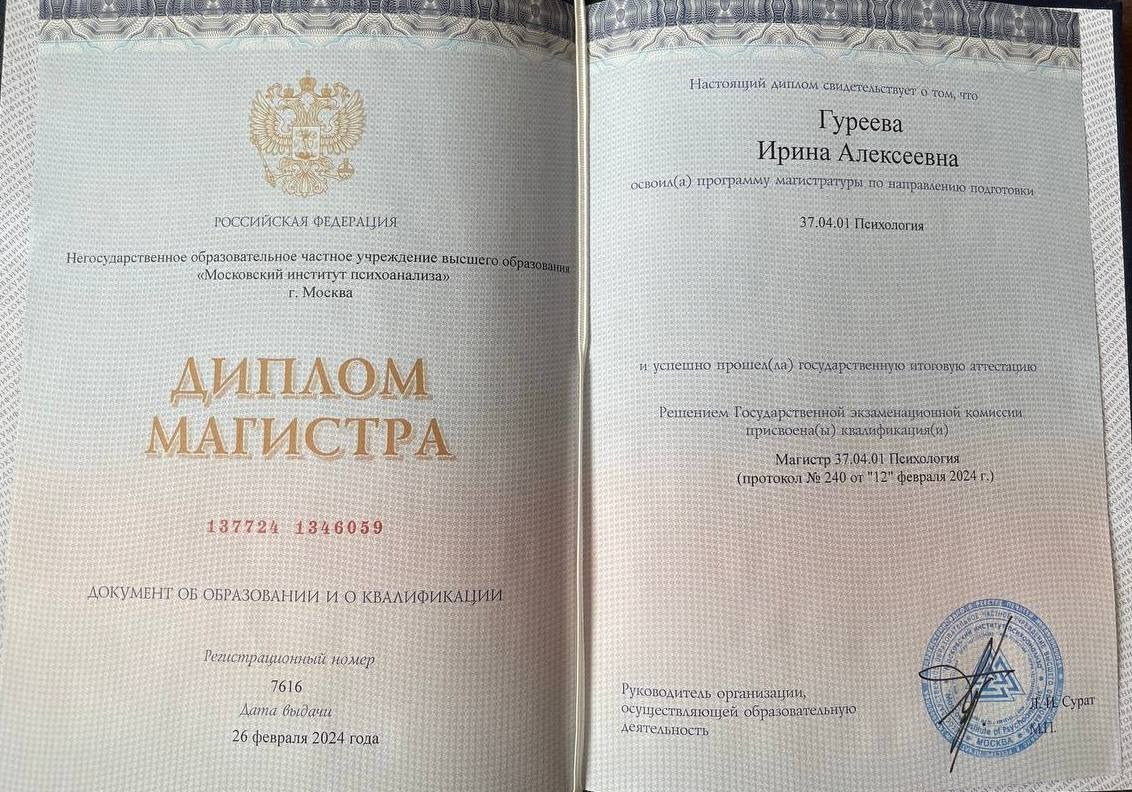 РОССИЙСКАЯ ФЕДЕРАЦИЯ
Негосударственное образовательное частное учреждение высшего образования
«Московский институт психоанализа»
г. Москва
ДИПЛОМ
МАГИСТРА
137724 1346059
ДОКУМЕНТ ОБ ОБРАЗОВАНИИ И О КВАЛИФИКАЦИИ
Регистрационный номер
7616
Дата выдачи
26 февраля 2024 года
Настоящий диплом свидетельствует о том, что
Гуреева
Ирина Алексеевна
освоил(а) программу магистратуры по направлению подготовки
37.04.01 Психология
и успешно прошел(ла) государственную итоговую аттестацию
Решением Государственной экзаменационной комиссии
присвоена(ы) квалификация(и)
Магистр 37.04.01 Психология
(протокол № 240 от "12" февраля 2024 г.)
Руководитель организации,
осуществляющей образовательную
деятельность
Л. И. Сурат
М.П.
МОСКВА